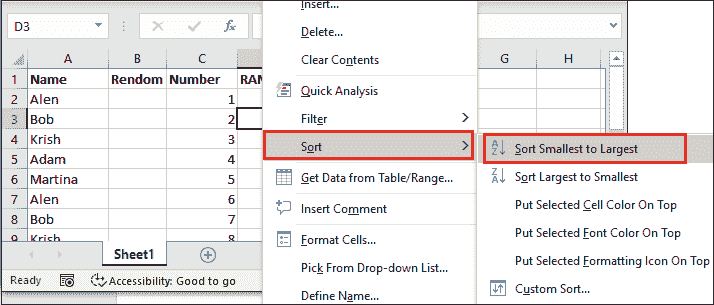 Insert...
D3
Delete...
Clear Contents
A B C G H
1 Name Rendom Number RAN
Quick Analysis
2 Alen 1
Filter
3 Bob 2
4 Krish 3
Sort
Sort Smallest to Largest
5 Adam 4
Get Data from Table/Range...
Sort Largest to Smallest
6 Martina 5
7 Alen 6
Insert Comment
Put Selected Cell Color On Top
8 Bob 7
Put Selected Font Color On Top
9 Krish 8
Format Cells...
Sheet1
Put Selected Formatting Icon On Top
Pick From Drop-down List...
Ready Accessibility: Good to go
Custom Sort...
Define Name...